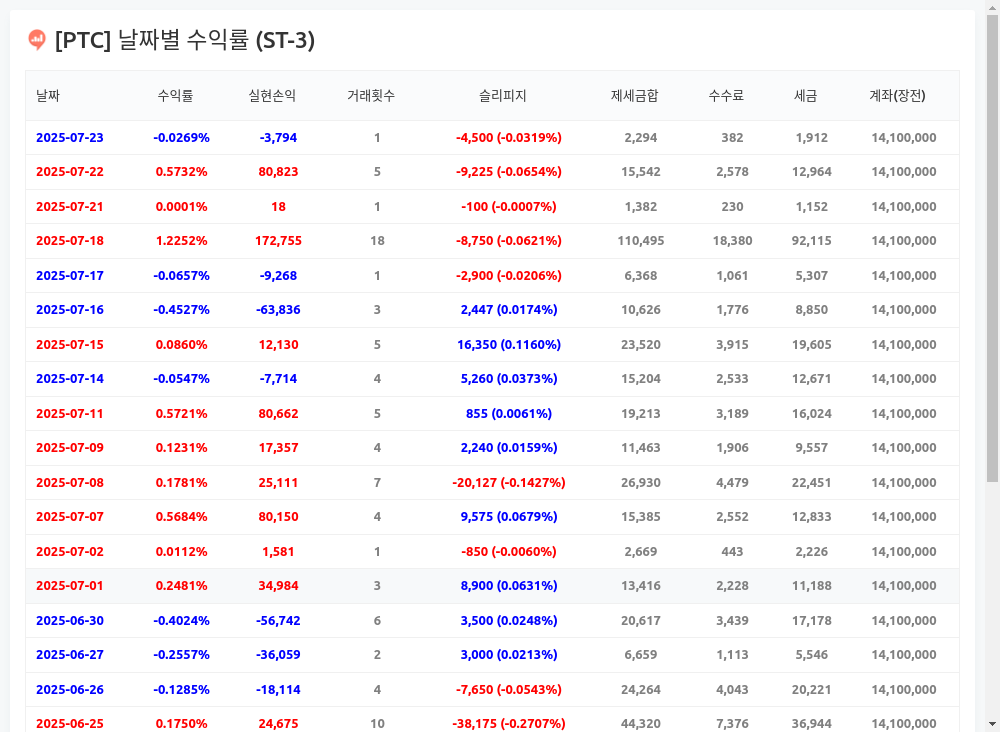 [PTC] 날짜별 수익률 (ST-3)
날짜 수익률 실현손익 거래횟수 슬리피지 제세금합 수수료 세금 계좌(장전)
2025-07-23 -0.0269% -3,794 1 -4,500 (-0.0319%) 2,294 382 1,912 14,100,000
2025-07-22 0.5732% 80,823 5 -9,225 (-0.0654%) 15,542 2,578 12,964 14,100,000
2025-07-21 0.0001% 18 1 -100 (-0.0007%) 1,382 230 1,152 14,100,000
2025-07-18 1.2252% 172,755 18 -8,750 (-0.0621%) 110,495 18,380 92,115 14,100,000
2025-07-17 -0.0657% -9,268 1 -2,900 (-0.0206%) 6,368 1,061 5,307 14,100,000
2025-07-16 -0.4527% -63,836 3 2,447 (0.0174%) 10,626 1,776 8,850 14,100,000
2025-07-15 0.0860% 12,130 5 16,350 (0.1160%) 23,520 3,915 19,605 14,100,000
2025-07-14 -0.0547% -7,714 4 5,260 (0.0373%) 15,204 2,533 12,671 14,100,000
2025-07-11 0.5721% 80,662 5 855 (0.0061%) 19,213 3,189 16,024 14,100,000
2025-07-09 0.1231% 17,357 4 2,240 (0.0159%) 11,463 1,906 9,557 14,100,000
2025-07-08 0.1781% 25,111 7 -20,127 (-0.1427%) 26,930 4,479 22,451 14,100,000
2025-07-07 0.5684% 80,150 4 9,575 (0.0679%) 15,385 2,552 12,833 14,100,000
2025-07-02 0.0112% 1,581 1 -850 (-0.0060%) 2,669 443 2,226 14,100,000
2025-07-01 0.2481% 34,984 3 8,900 (0.0631%) 13,416 2,228 11,188 14,100,000
2025-06-30 -0.4024% -56,742 6 3,500 (0.0248%) 20,617 3,439 17,178 14,100,000
2025-06-27 -0.2557% -36,059 2 3,000 (0.0213%) 6,659 1,113 5,546 14,100,000
2025-06-26 -0.1285% -18,114 4 -7,650 (-0.0543%) 24,264 4,043 20,221 14,100,000
2025-06-25 0.1750% 24,675 10 -38,175 (-0.2707%) 44,320 7,376 36,944 14,100,000